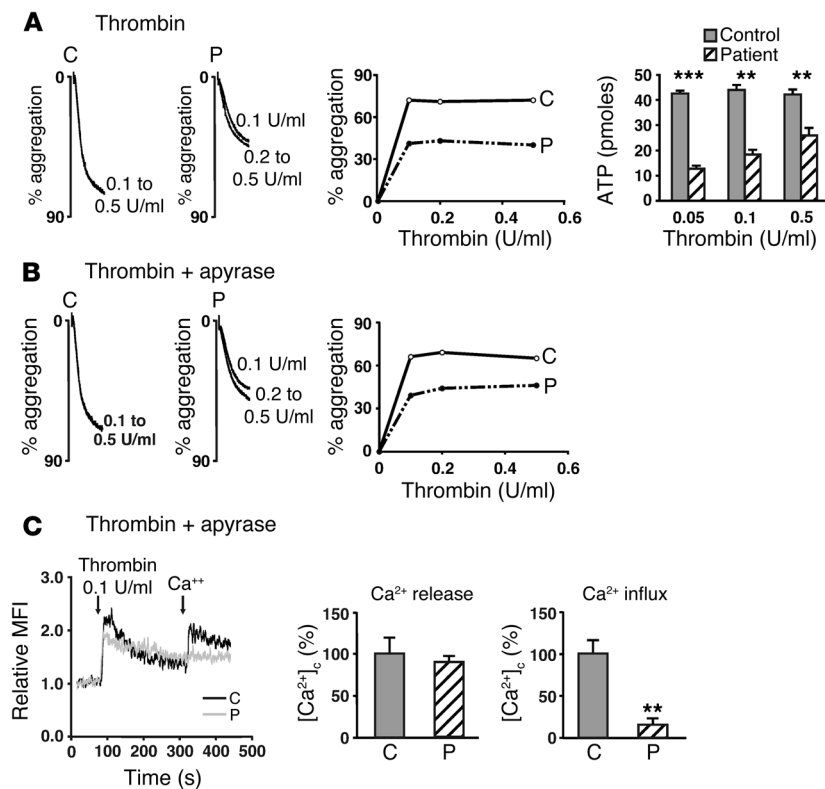 A
Thrombin
C
0
% aggregation
90
0.1 to
0.5 U/ml
P
0
% aggregation
90
0.1 U/ml
0.2 to
0.5 U/ml
90
60
30
0
% aggregation
C
P
0
0.2
0.4
0.6
Thrombin (U/ml)
Control
Patient
50
40
30
20
10
0
ATP (pmoles)
***
**
**
0.05
0.1
0.5
Thrombin (U/ml)
B
Thrombin + apyrase
C
0
% aggregation
90
0.1 to
0.5 U/ml
P
0
% aggregation
90
0.1 U/ml
0.2 to
0.5 U/ml
90
60
30
0
% aggregation
C
P
0
0.2
0.4
0.6
Thrombin (U/ml)
C
Thrombin + apyrase
Thrombin
0.1 U/ml
Ca⁺⁺
3.0
2.0
1.0
0.0
Relative MFI
C
P
0
100
200
300
400
500
Time (s)
Ca²⁺ release
150
100
50
0
[Ca²⁺]c (%)
C
P
Ca²⁺ influx
150
100
50
0
[Ca²⁺]c (%)
**
C
P